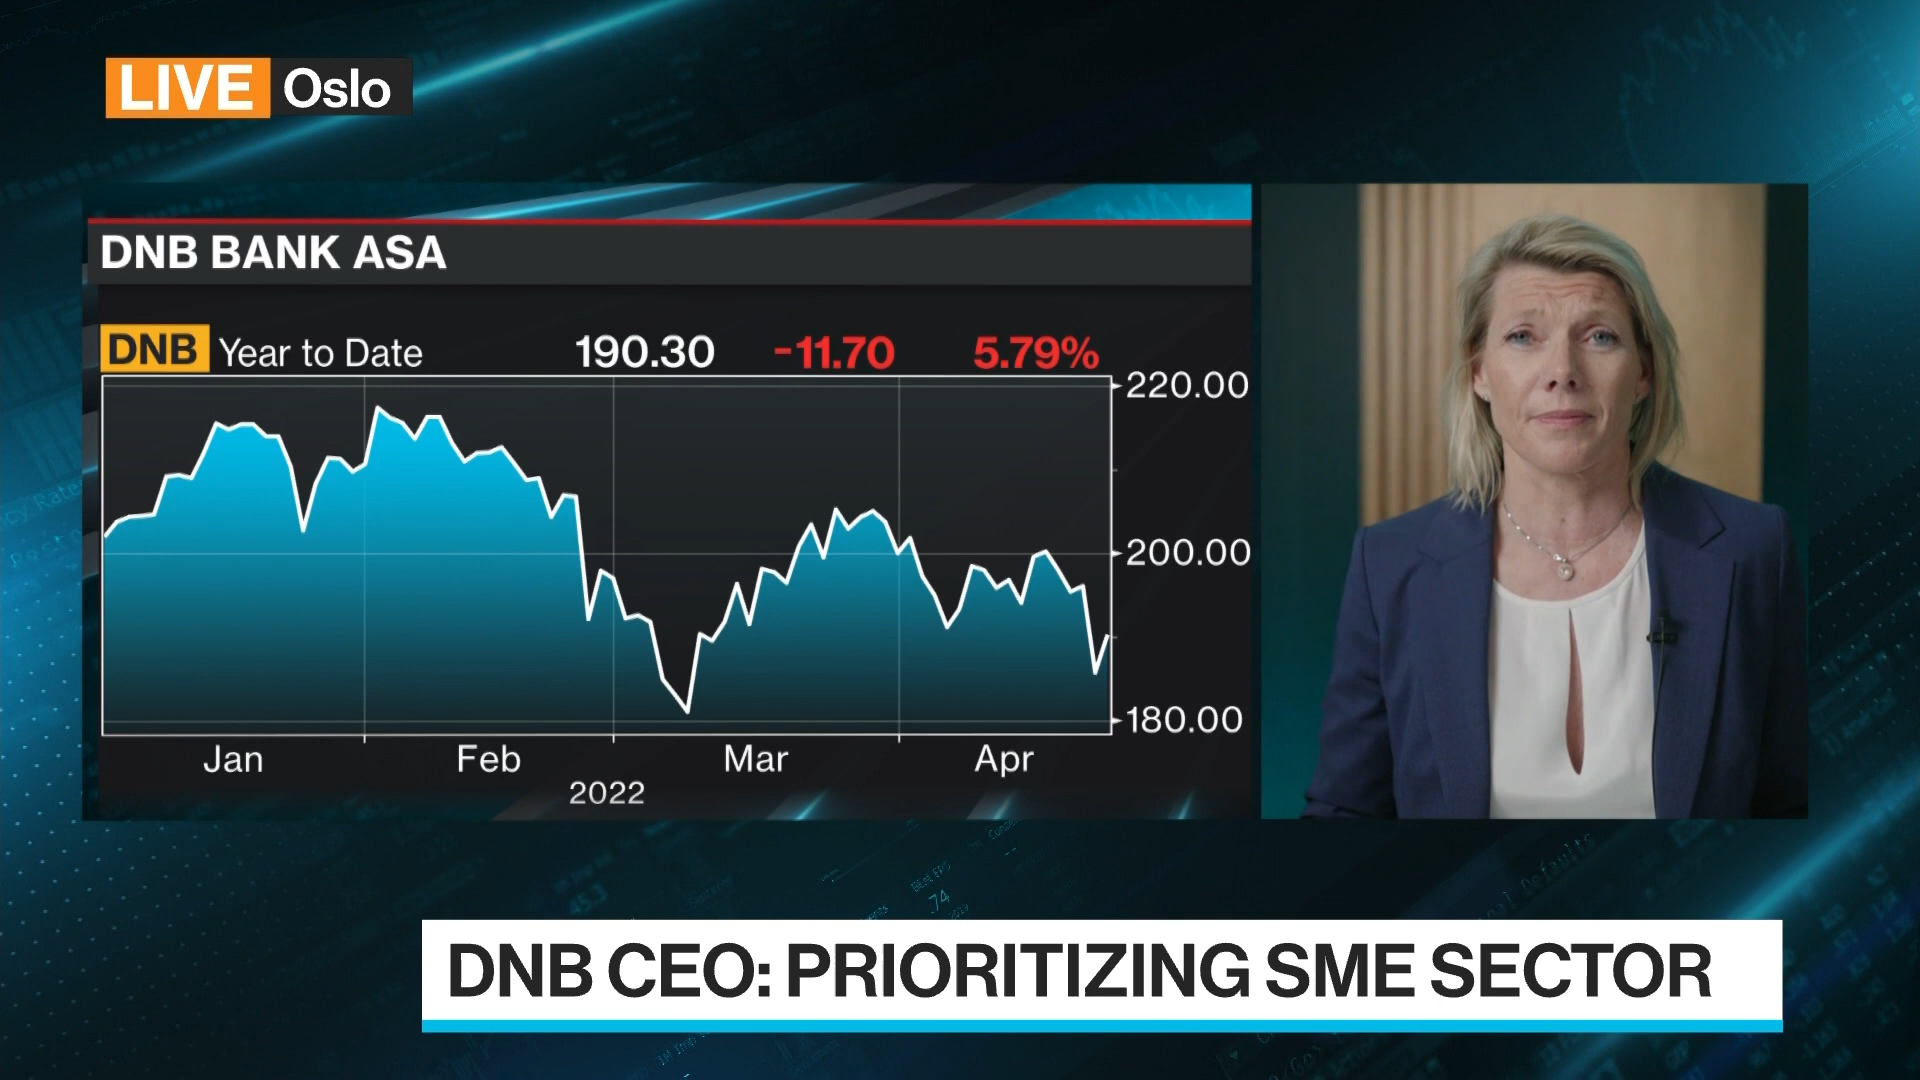 LIVE Oslo
DNB BANK ASA
DNB Year to Date 190.30 -11.70 5.79%
220.00
200.00
180.00
Jan Feb Mar Apr
2022
DNB CEO: PRIORITIZING SME SECTOR